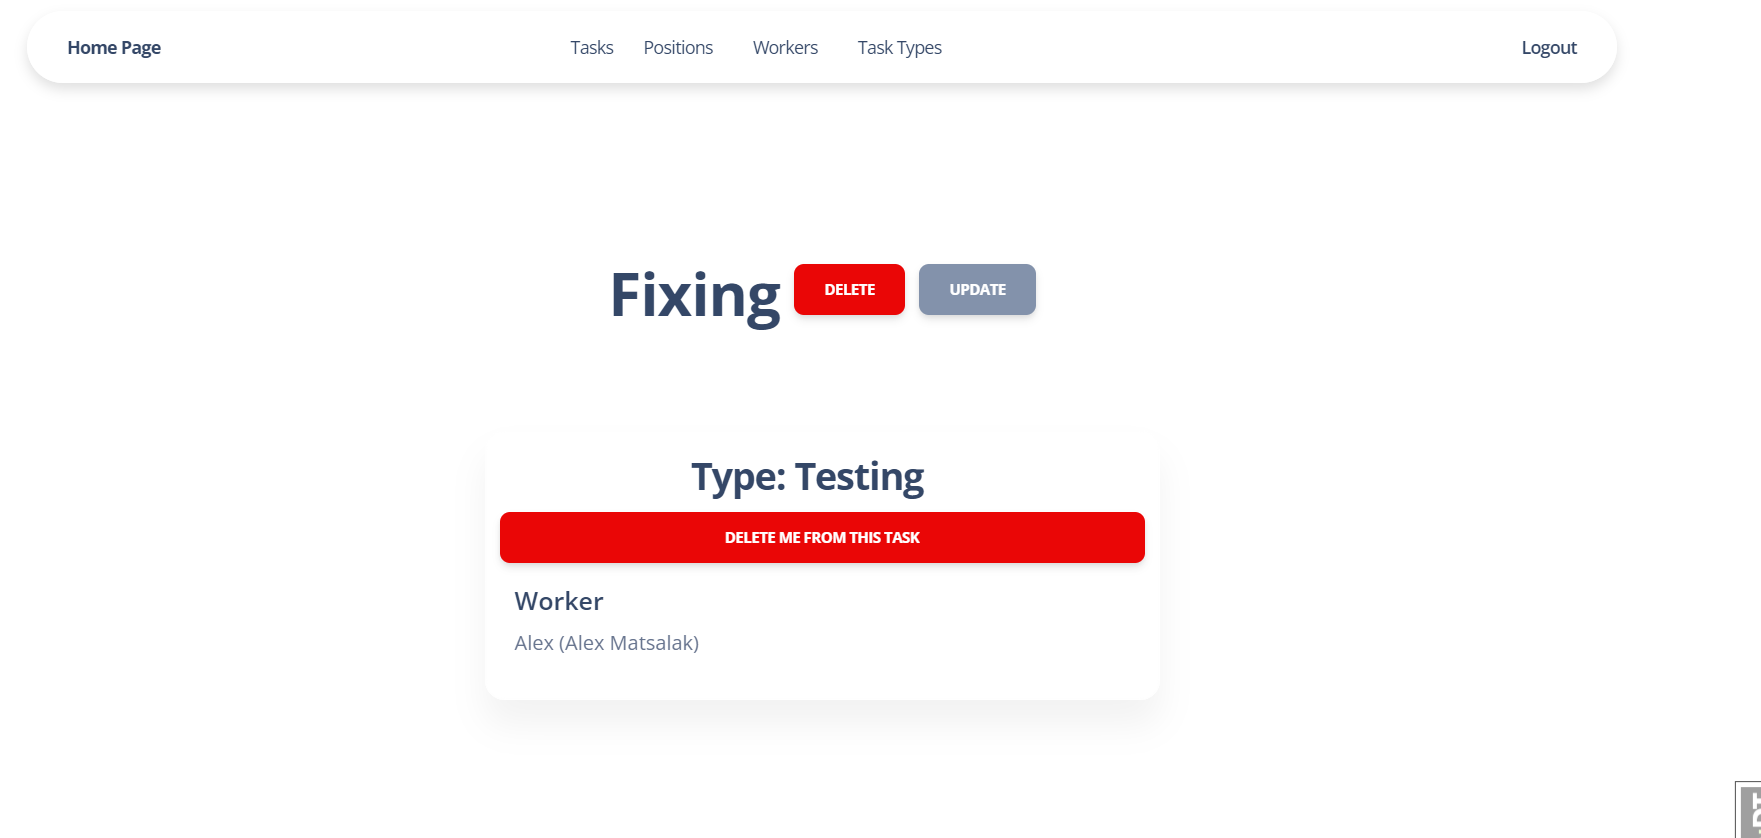 Home Page
Tasks Positions Workers Task Types
Logout
Fixing DELETE UPDATE
Type: Testing
DELETE ME FROM THIS TASK
Worker
Alex (Alex Matsalak)